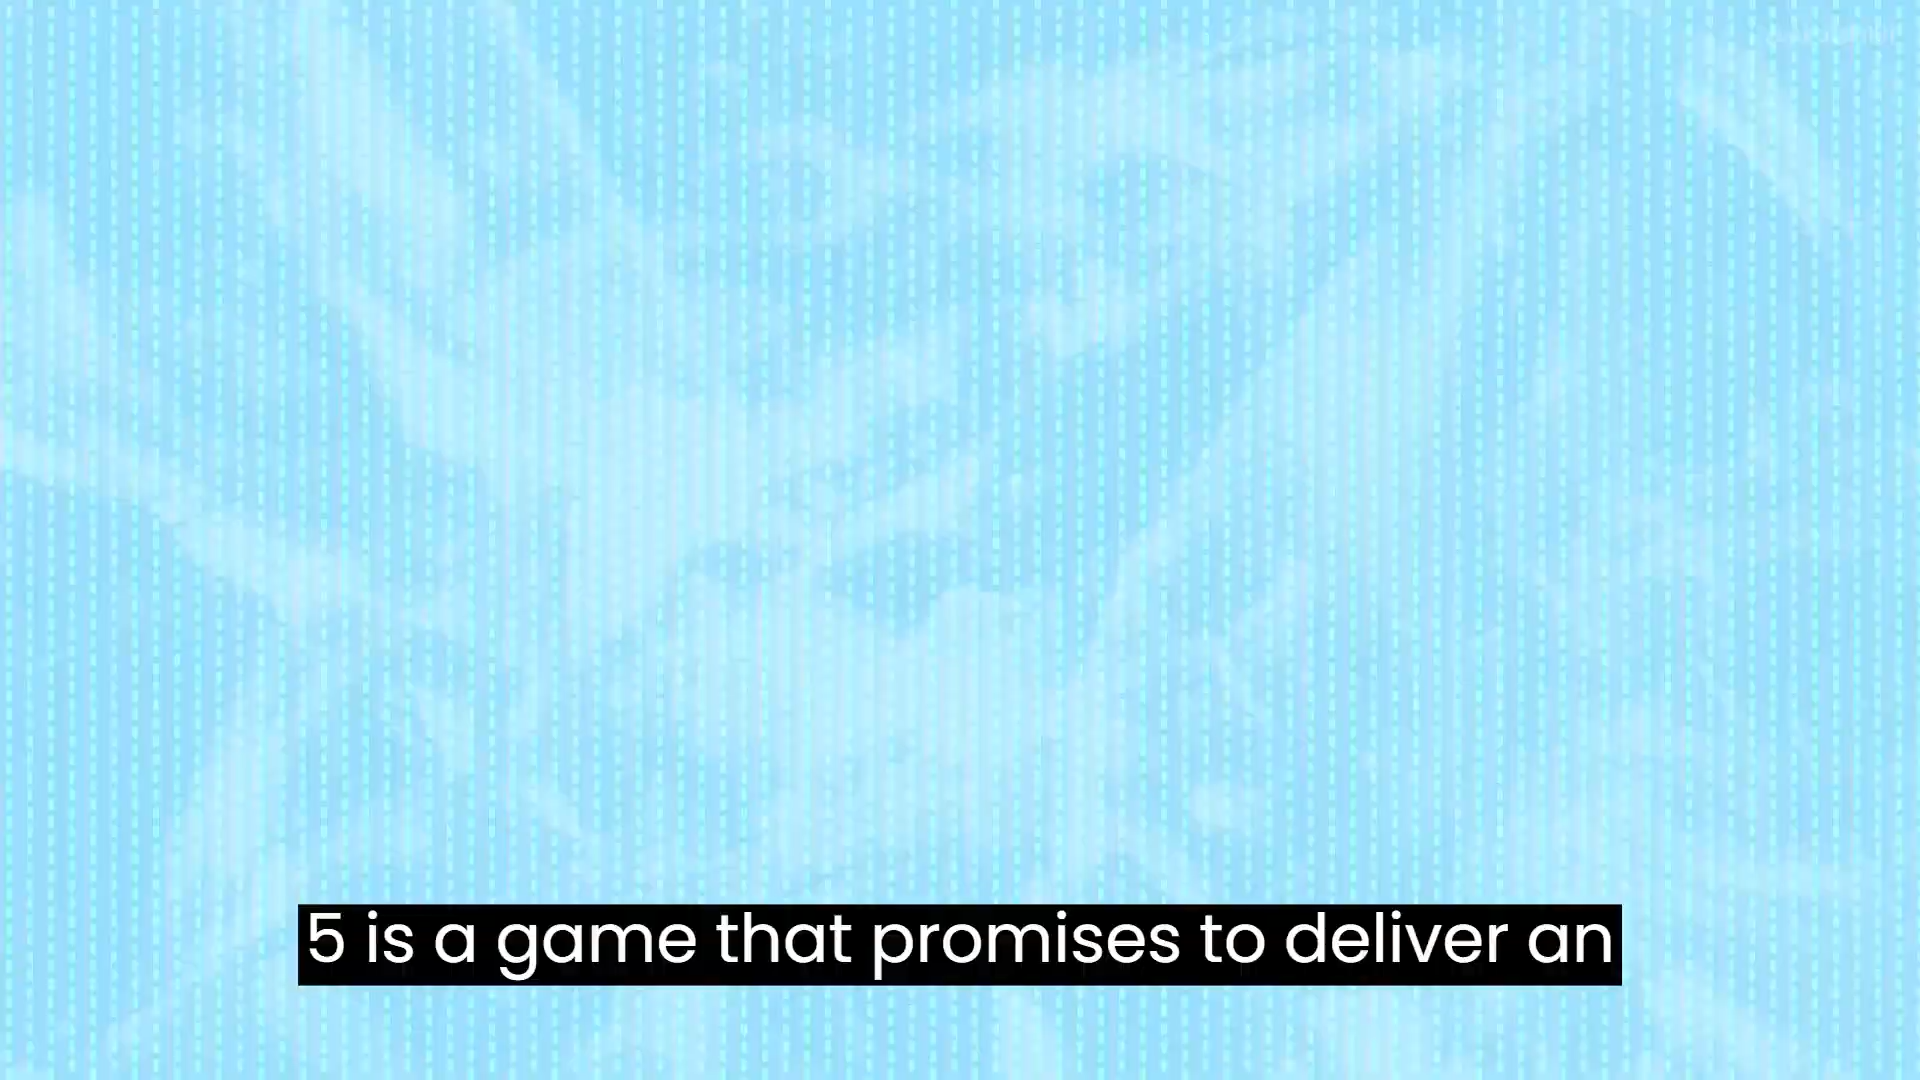 5 is a game that promises to deliver an